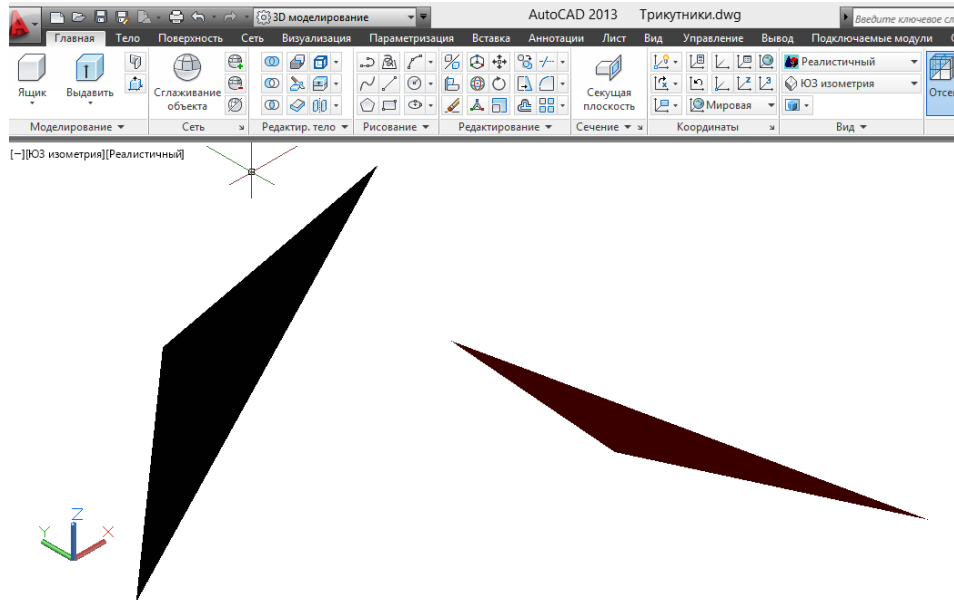 3D моделирование
AutoCAD 2013 Трикутники.dwg
Введите ключевое сл
Главная Тело Поверхность Сеть Визуализация Параметризация Вставка Аннотации Лист Вид Управление Вывод Подключаемые модули
Ящик
Выдавить
Сглаживание
объекта
Секущая
плоскость
Мировая
Реалистичный
ЮЗ изометрия
Отсе
Моделирование Сеть Редактир. тело Рисование Редактирование Сечение Координаты Вид
[−][ЮЗ изометрия][Реалистичный]
Z
Y X